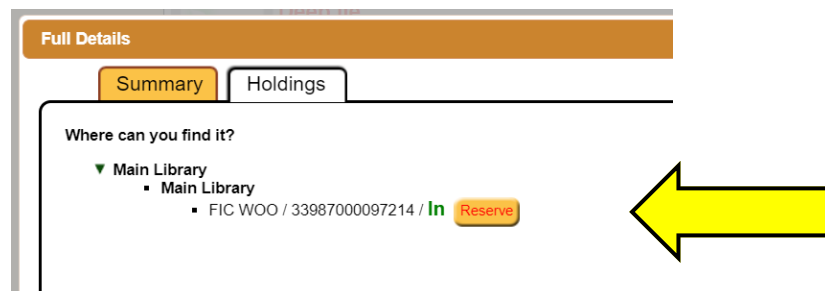 Full Details
Summary Holdings
Where can you find it?
Main Library
Main Library
FIC WOO / 33987000097214 / In Reserve